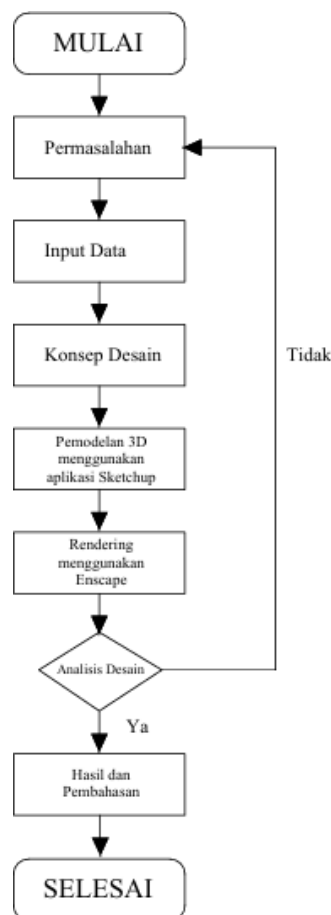 MULAI
Permasalahan
Input Data
Konsep Desain
Tidak
Pemodelan 3D
menggunakan
aplikasi Sketchup
Rendering
menggunakan
Enscape
Analisis Desain
Ya
Hasil dan
Pembahasan
SELESAI